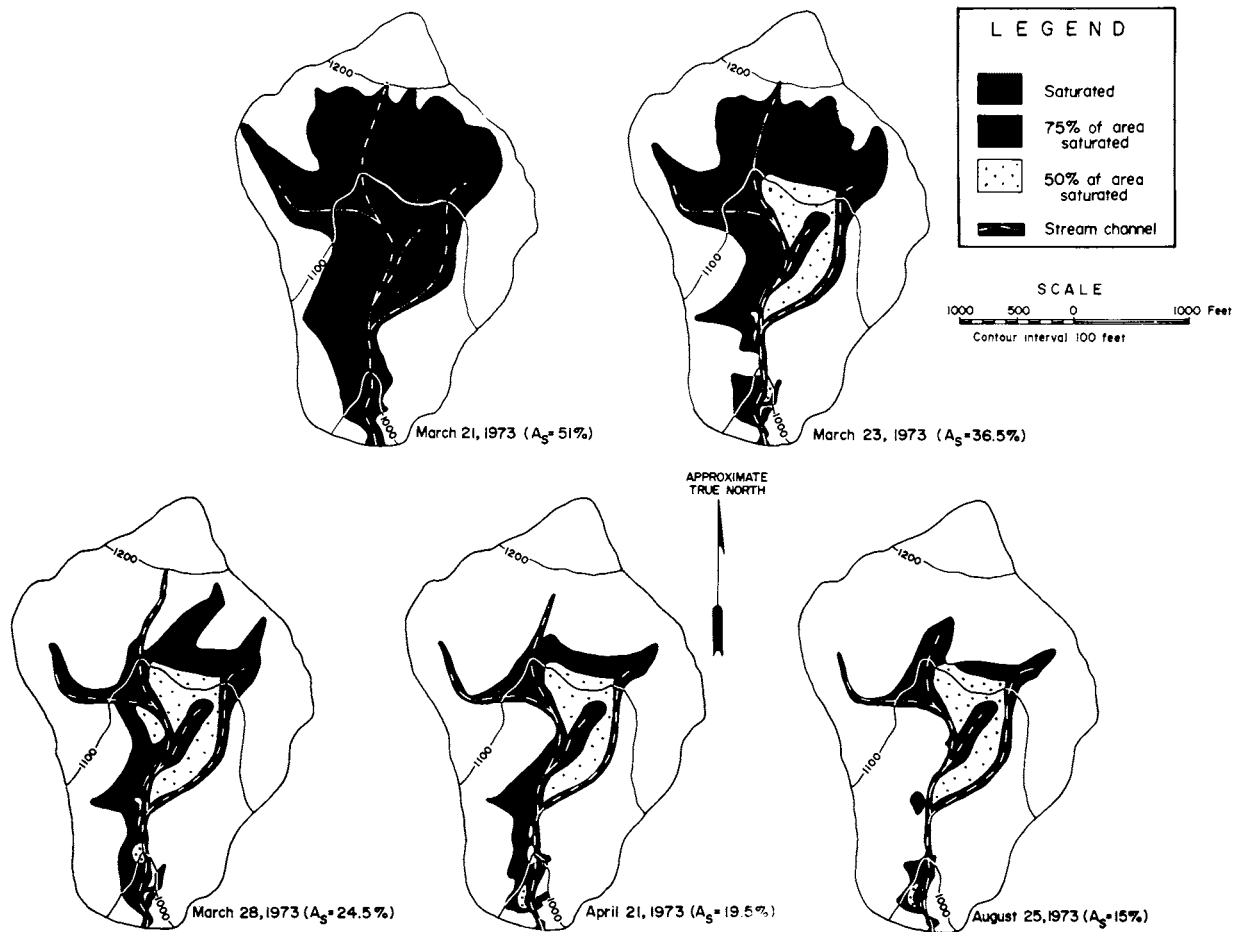 LEGEND
Saturated
75% of area
saturated
50% of area
saturated
Stream channel
SCALE
1000 500 0 1000 Feet
Contour interval 100 feet
1200
1100
1000
March 21, 1973 (As=51%)
1200
1100
1000
March 23, 1973 (As=36.5%)
APPROXIMATE
TRUE NORTH
1200
1100
1000
March 28, 1973 (As=24.5%)
1200
1100
1000
April 21, 1973 (As=19.5%)
1200
1100
1000
August 25, 1973 (As=15%)